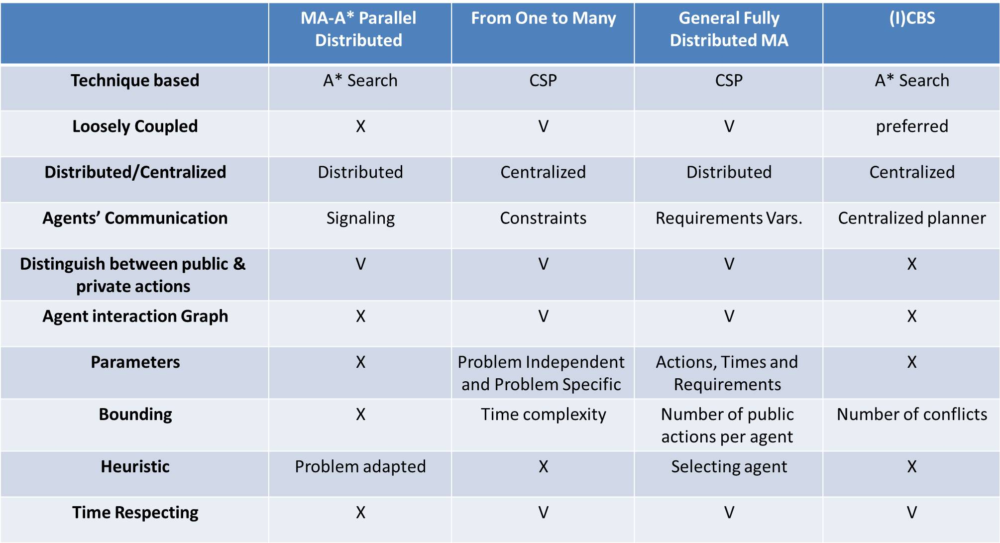 MA-A* Parallel Distributed From One to Many General Fully Distributed MA (I)CBS
Technique based A* Search CSP CSP A* Search
Loosely Coupled X V V preferred
Distributed/Centralized Distributed Centralized Distributed Centralized
Agents’ Communication Signaling Constraints Requirements Vars. Centralized planner
Distinguish between public & private actions V V V X
Agent interaction Graph X V V X
Parameters X Problem Independent and Problem Specific Actions, Times and Requirements X
Bounding X Time complexity Number of public actions per agent Number of conflicts
Heuristic Problem adapted X Selecting agent X
Time Respecting X V V V